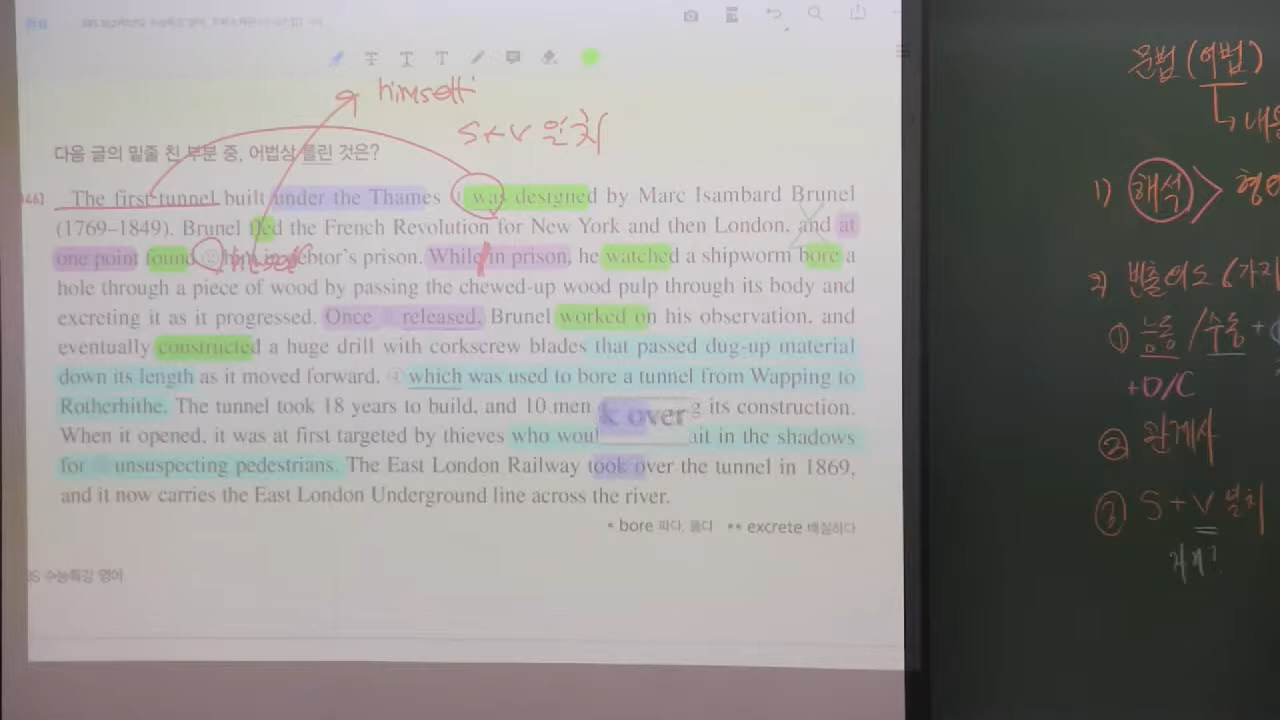 himself
S+V 일치
다음 글의 밑줄 친 부분 중, 어법상 틀린 것은?
The first tunnel built under the Thames ① was designed by Marc Isambard Brunel
(1769–1849). Brunel fled the French Revolution for New York and then London, and at
one point found ② himself debtor's prison. While in prison, he watched a shipworm bore a
hole through a piece of wood by passing the chewed-up wood pulp through its body and
excreting it as it progressed. Once released, Brunel worked on his observation, and
eventually constructed a huge drill with corkscrew blades that passed dug-up material
down its length as it moved forward, ④ which was used to bore a tunnel from Wapping to
Rotherhithe. The tunnel took 18 years to build, and 10 men k over g its construction.
When it opened, it was at first targeted by thieves who woul ait in the shadows
for unsuspecting pedestrians. The East London Railway took over the tunnel in 1869,
and it now carries the East London Underground line across the river.
* bore 파다, 뚫다 ** excrete 배설하다
수능특강 영어
문법 (어법)
1) 해석 >
2) 빈출의도 (가지
① 능동 / 수동 +
+D/C
② 관계사
③ S+V 일치